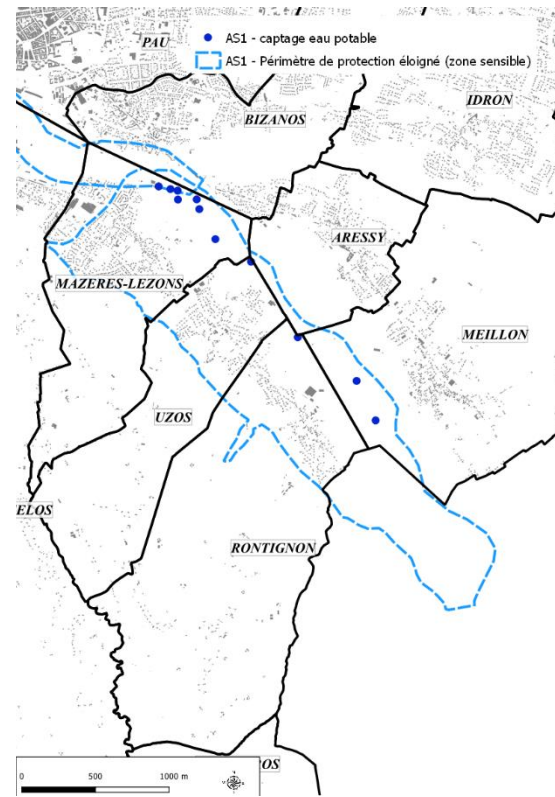 PAU
AS1 - captage eau potable
AS1 - Périmètre de protection éloigné (zone sensible)
IDRON
BIZANOS
ARESSY
MAZERES-LEZONS
MEILLON
UZOS
ELOS
RONTIGNON
OS
0 500 1000 m